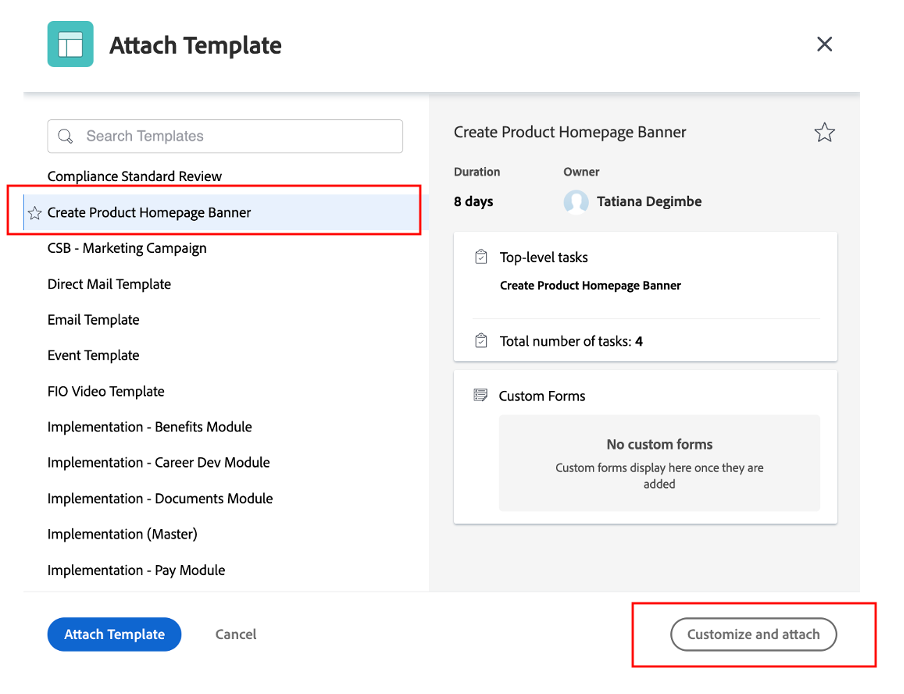 Attach Template
Search Templates
Compliance Standard Review
Create Product Homepage Banner
CSB - Marketing Campaign
Direct Mail Template
Email Template
Event Template
FIO Video Template
Implementation - Benefits Module
Implementation - Career Dev Module
Implementation - Documents Module
Implementation (Master)
Implementation - Pay Module
Create Product Homepage Banner
Duration Owner
8 days Tatiana Degimbe
Top-level tasks
Create Product Homepage Banner
Total number of tasks: 4
Custom Forms
No custom forms
Custom forms display here once they are
added
Attach Template Cancel Customize and attach